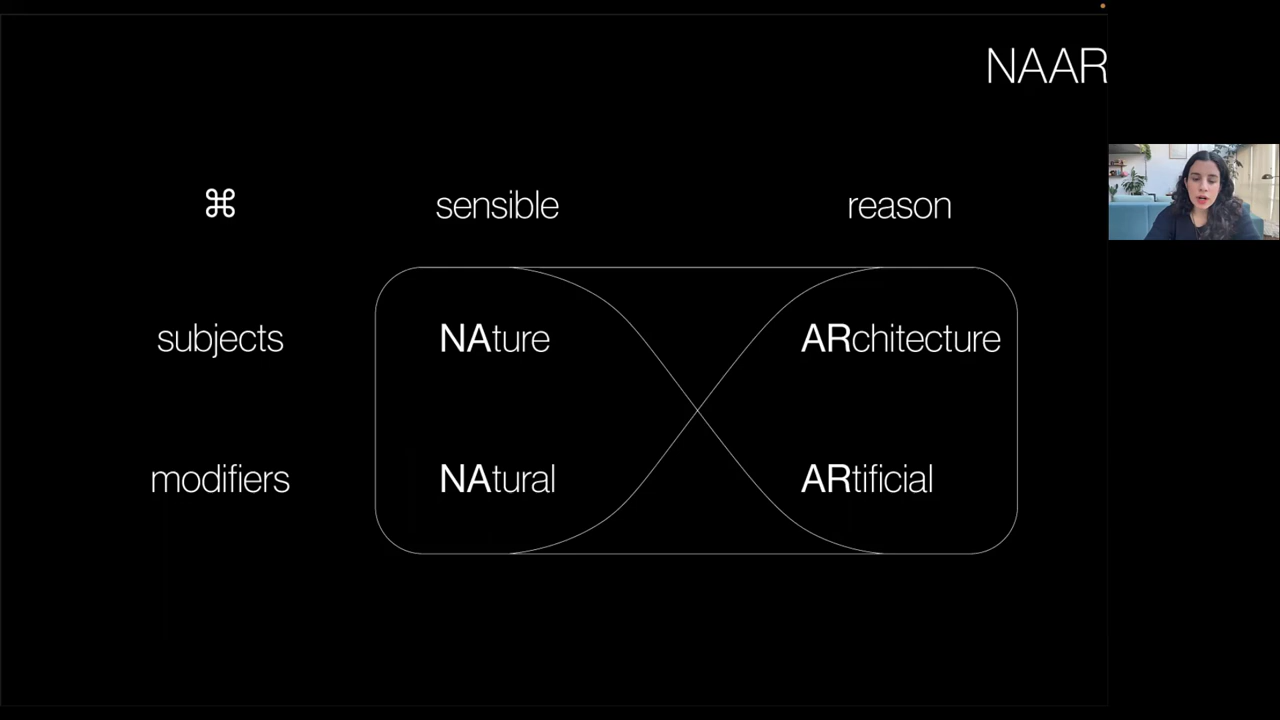 NAAR
⌘ sensible reason
subjects NAture ARchitecture
modifiers NAtural ARtificial